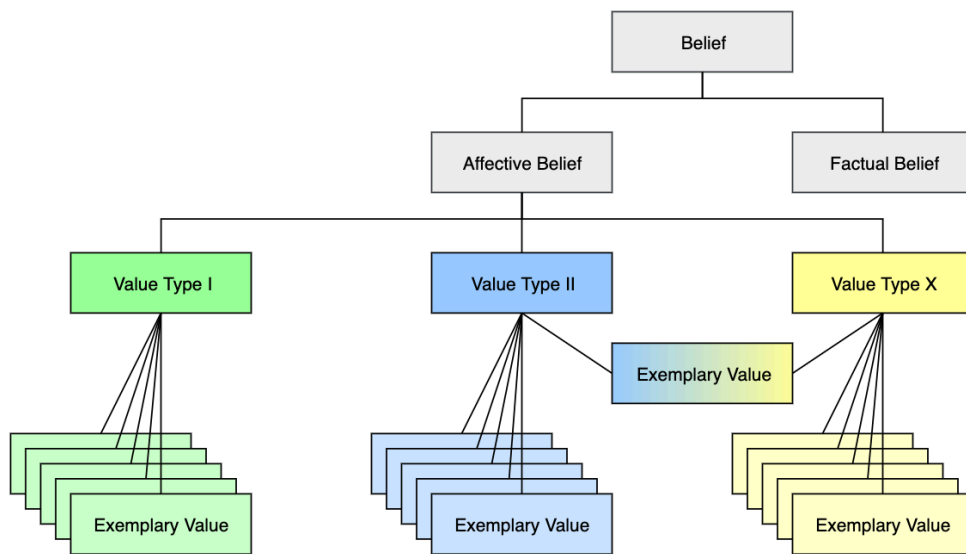 Belief
Affective Belief
Factual Belief
Value Type I
Value Type II
Value Type X
Exemplary Value
Exemplary Value
Exemplary Value
Exemplary Value